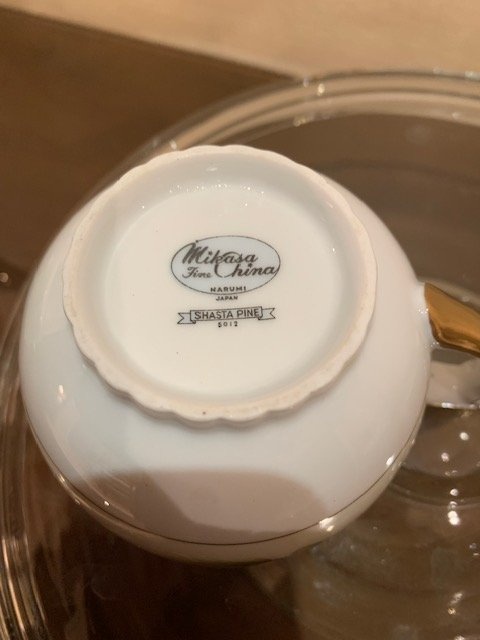 Mikasa
Fine China
NARUMI
JAPAN
SHASTA PINE
5012